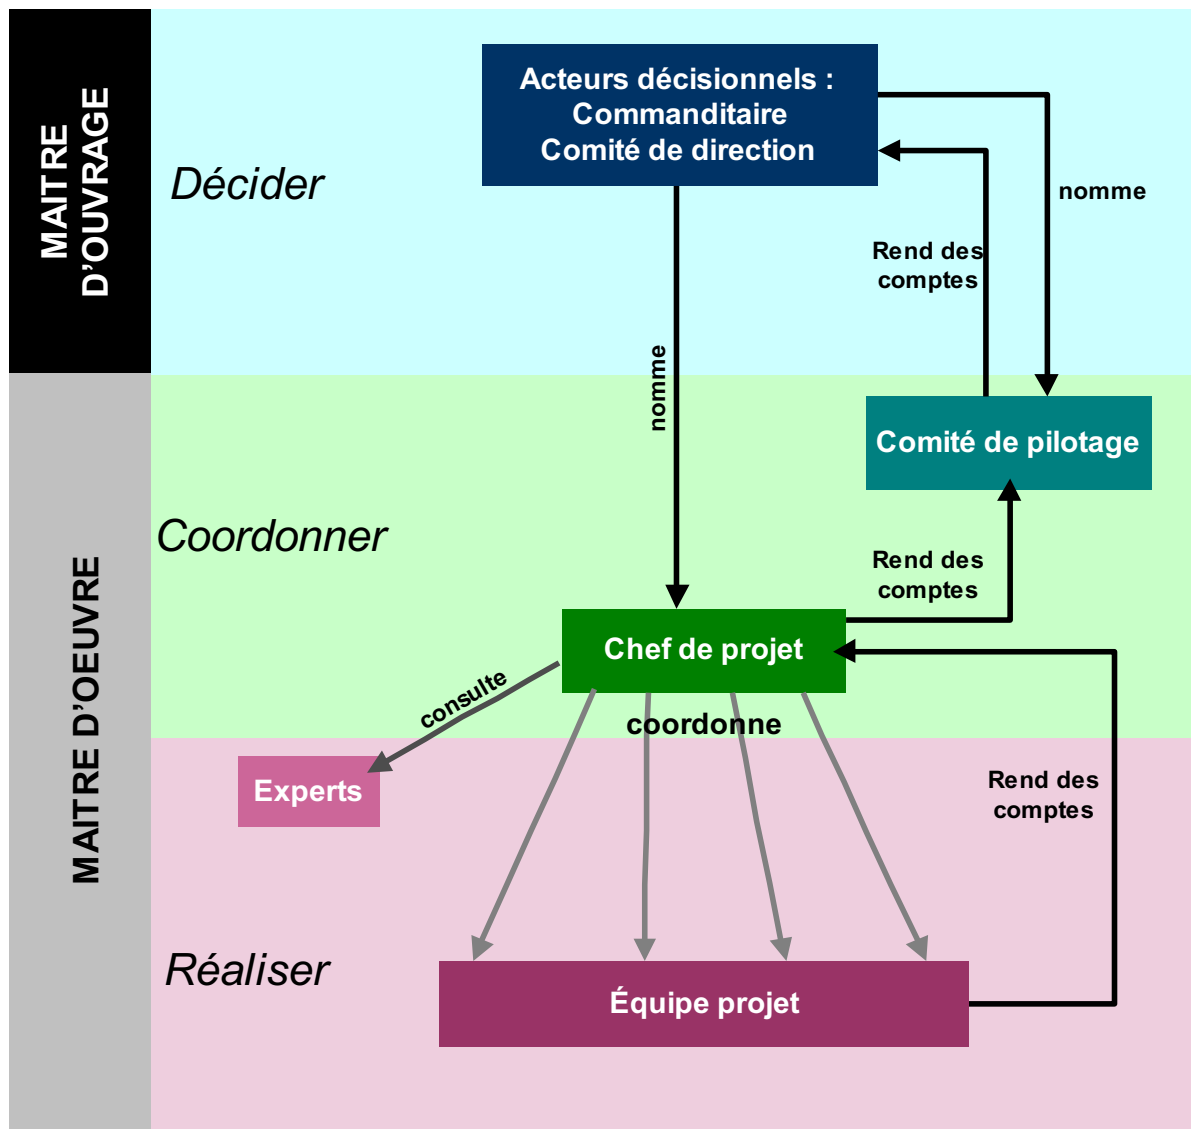 MAITRE
D'OUVRAGE
Décider
Acteurs décisionnels :
Commanditaire
Comité de direction
nomme
Rend des
comptes
nomme
MAITRE D'OEUVRE
Coordonner
Comité de pilotage
Rend des
comptes
Chef de projet
consulte
coordonne
Experts
Rend des
comptes
Réaliser
Équipe projet